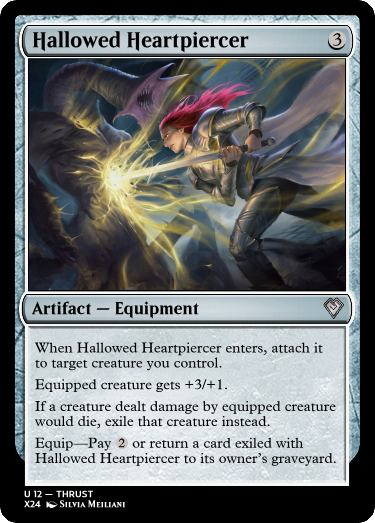 Hallowed Heartpiercer 3
Artifact — Equipment
When Hallowed Heartpiercer enters, attach it
to target creature you control.
Equipped creature gets +3/+1.
If a creature dealt damage by equipped creature
would die, exile that creature instead.
Equip—Pay 2 or return a card exiled with
Hallowed Heartpiercer to its owner's graveyard.
U 12 — THRUST
X24 Silvia Meiliani